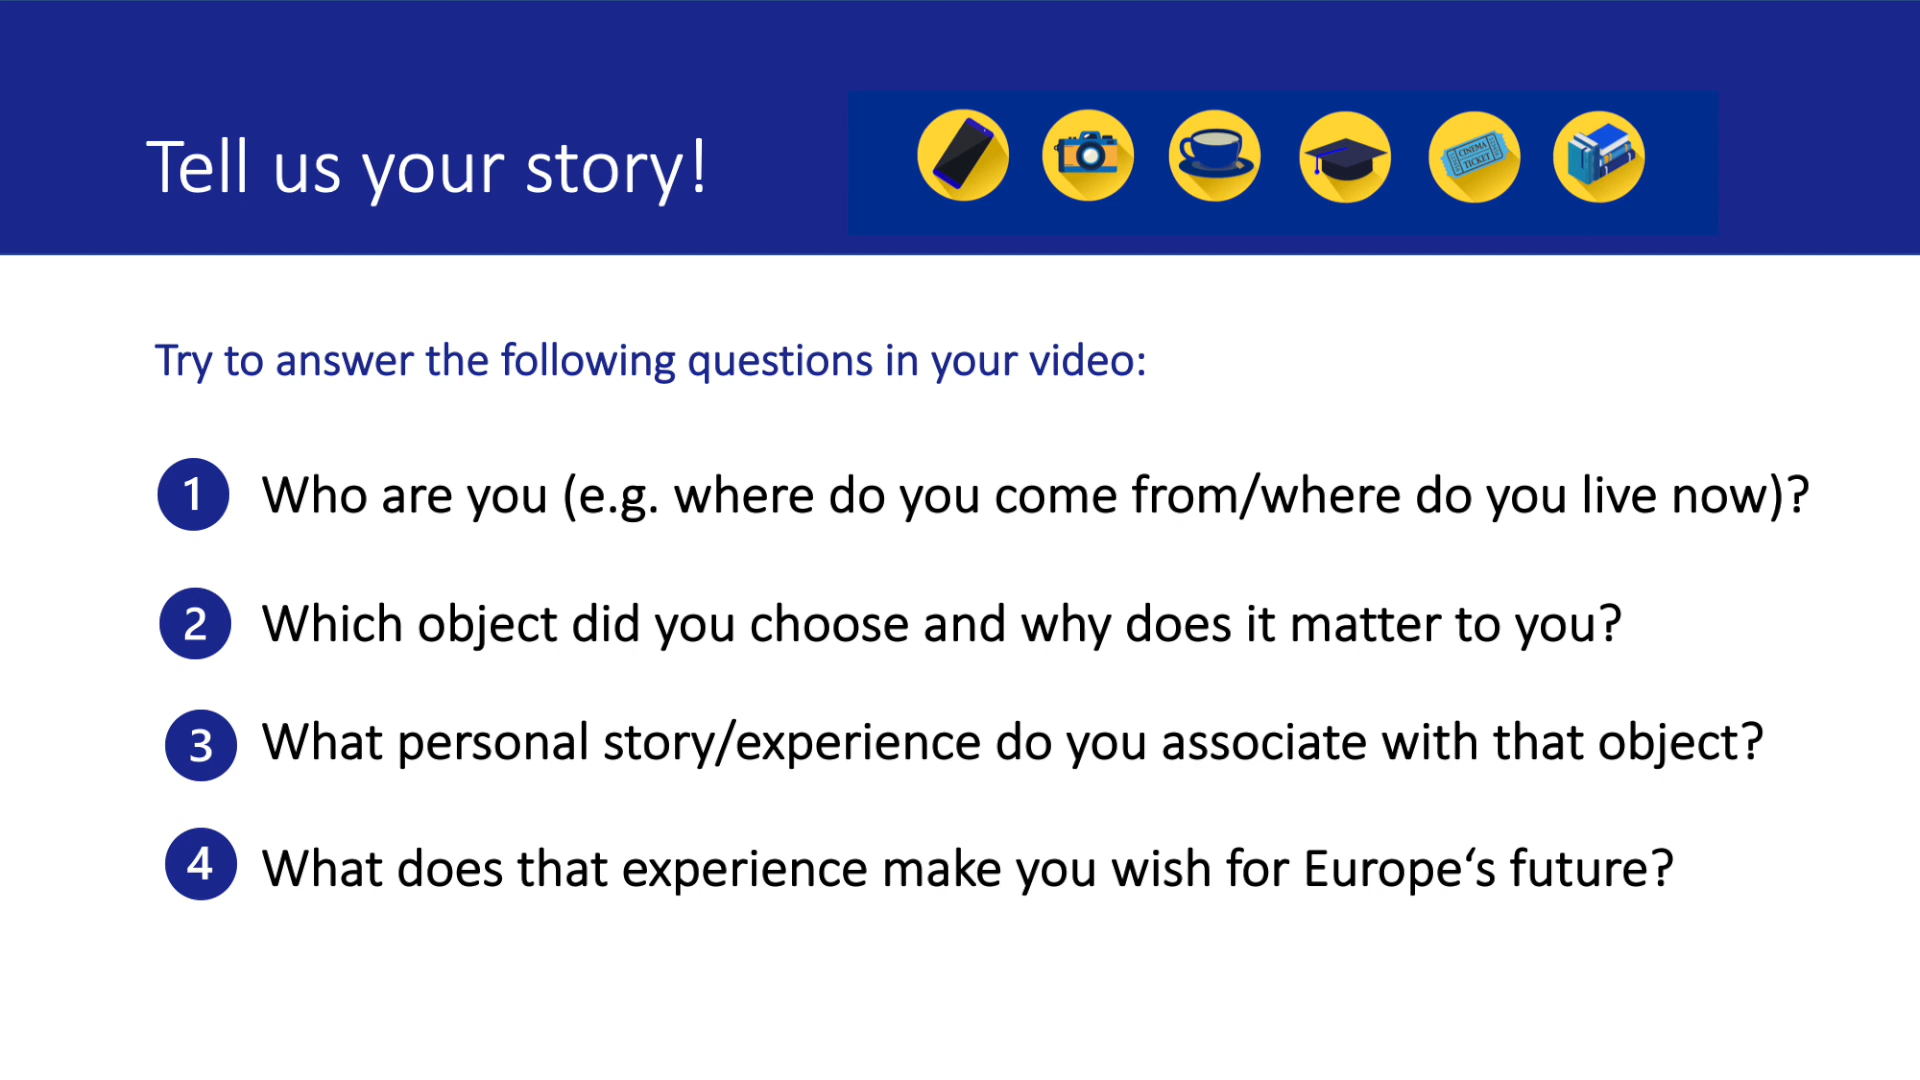 Tell us your story!
CINEMA
TICKET
Try to answer the following questions in your video:
1 Who are you (e.g. where do you come from/where do you live now)?
2 Which object did you choose and why does it matter to you?
3 What personal story/experience do you associate with that object?
4 What does that experience make you wish for Europe‘s future?